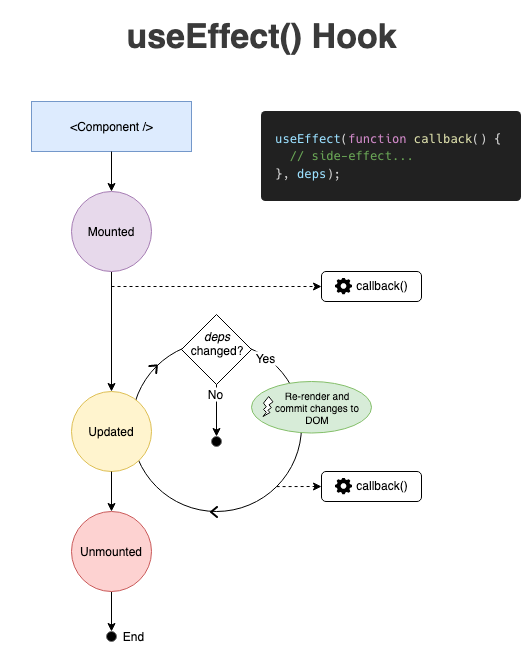 useEffect() Hook
<Component />
useEffect(function callback() {
// side-effect...
}, deps);
Mounted
callback()
deps
changed?
Yes
No
Re-render and
commit changes to
DOM
Updated
callback()
Unmounted
End